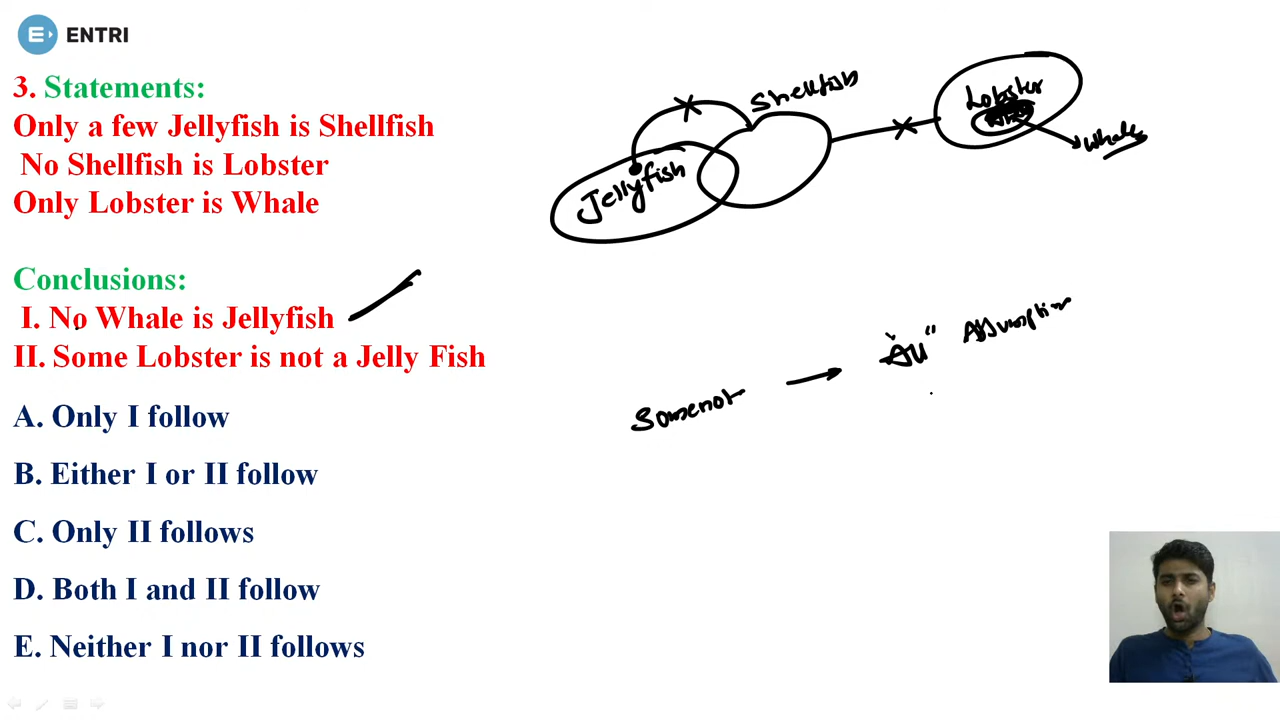 ENTRI
3. Statements:
Only a few Jellyfish is Shellfish
No Shellfish is Lobster
Only Lobster is Whale
Conclusions:
I. No Whale is Jellyfish
II. Some Lobster is not a Jelly Fish
A. Only I follow
B. Either I or II follow
C. Only II follows
D. Both I and II follow
E. Neither I nor II follows
Jellyfish
Shellfish
Lobster
Whale
Somenot
"All" Assumption